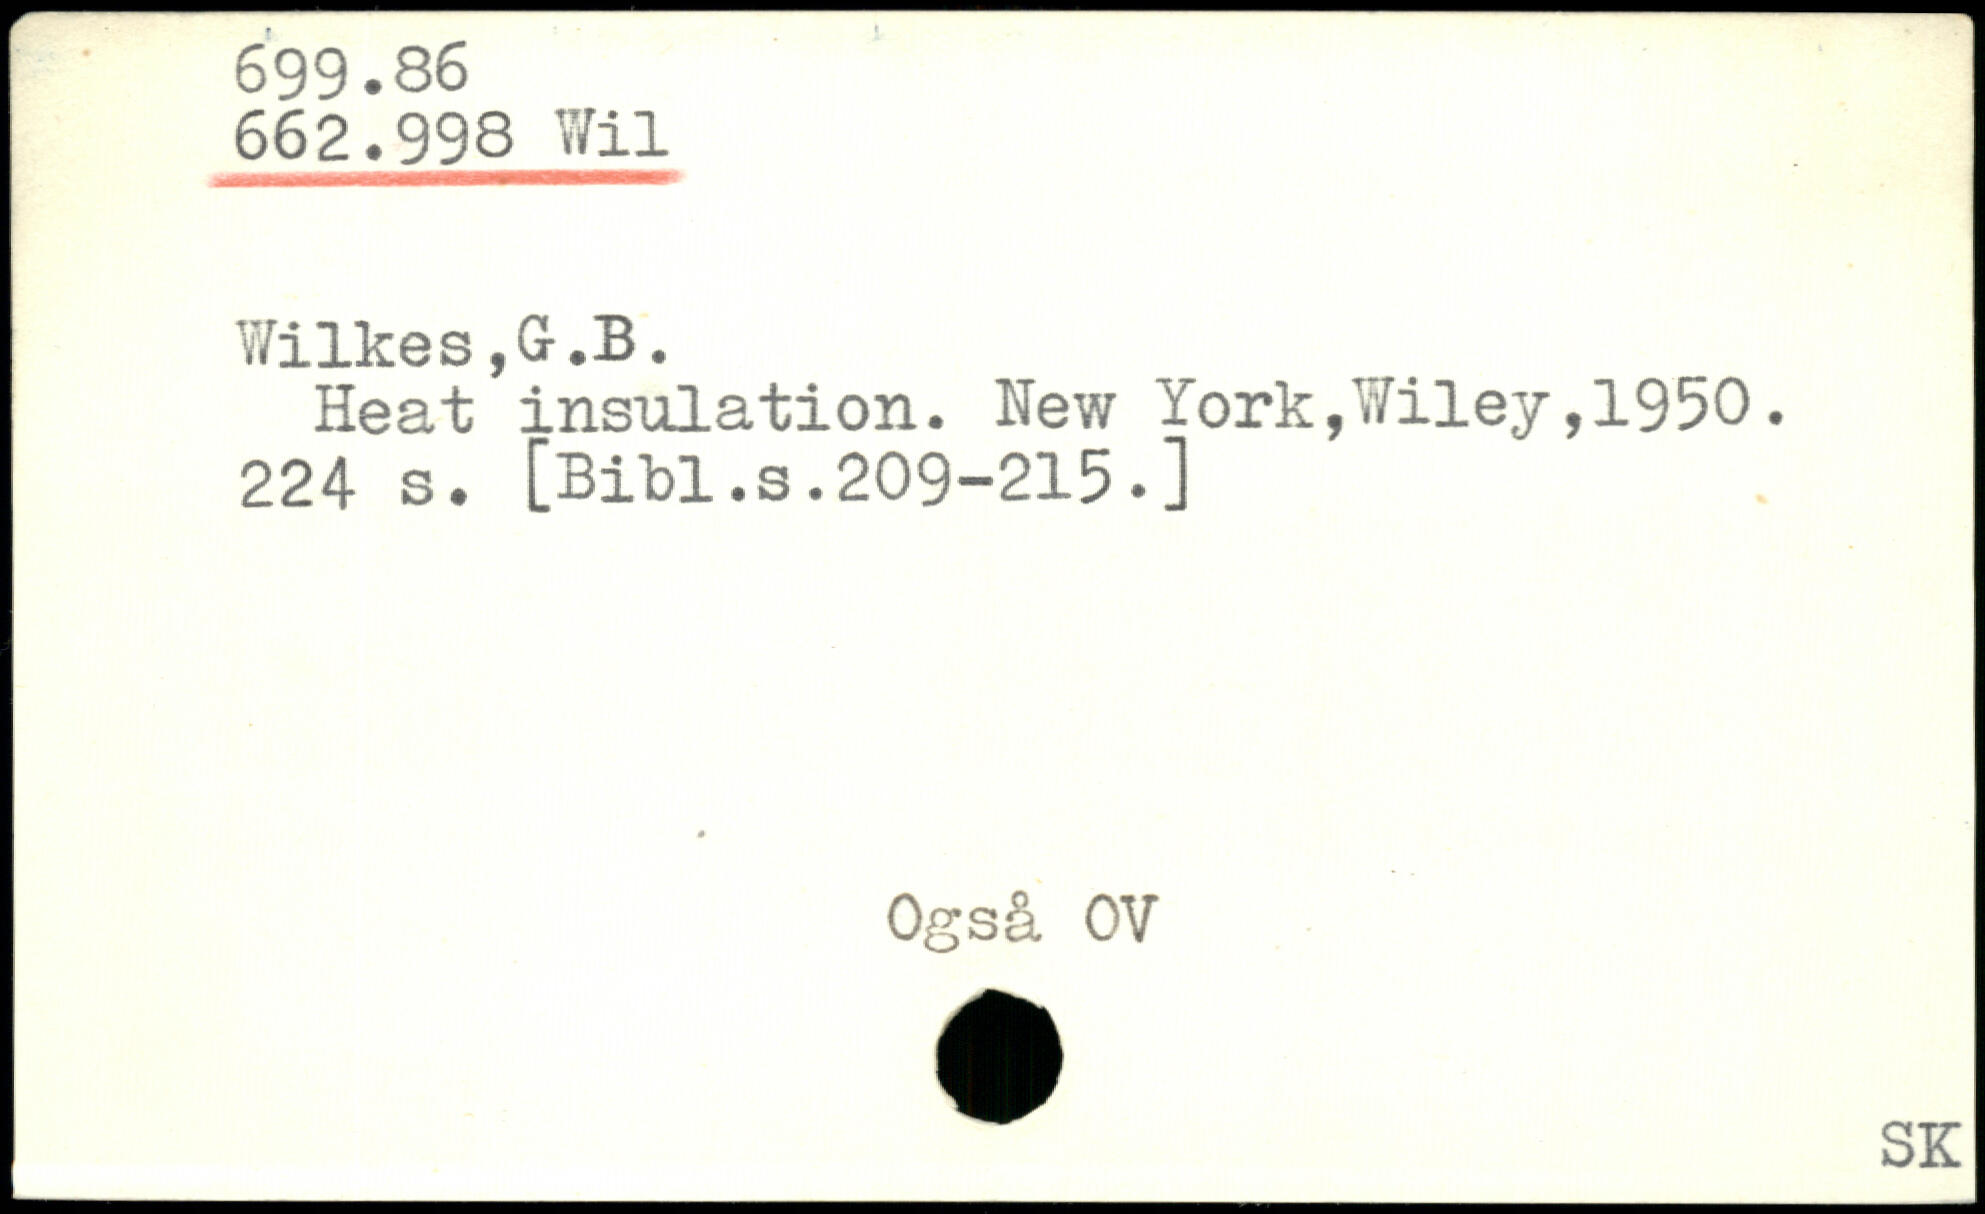 699.86
662.998 Wil
Wilkes,G.B.
Heat insulation. New York,Wiley,1950.
224 s. [Bibl.s.209-215.]
Også OV
SK